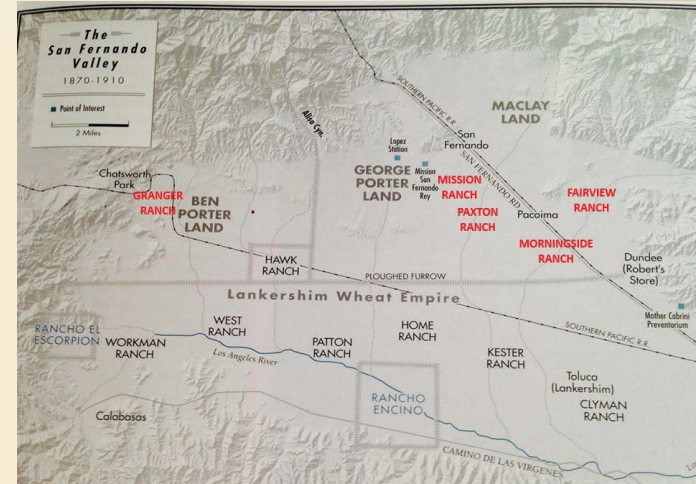 The
San Fernando
Valley
1870-1910
Point of Interest
2 Miles
SOUTHERN PACIFIC R.R.
MACLAY
LAND
Aliso Cyn.
San
Fernando
Lopez
Station
SAN FERNANDO RD
Mission
San
Fernando
Rey
Chatsworth
Park
GEORGE
PORTER
LAND
MISSION
RANCH
GRANGER
RANCH
BEN
PORTER
LAND
FAIRVIEW
RANCH
PAXTON
RANCH
Pacoima
MORNINGSIDE
RANCH
HAWK
RANCH
Dundee
(Robert's
Store)
PLOUGHED FURROW
Lankershim Wheat Empire
Mother Cabrini
Preventorium
WEST
RANCH
HOME
RANCH
SOUTHERN PACIFIC R.R.
RANCHO EL
ESCORPION
WORKMAN
RANCH
PATTON
RANCH
Los Angeles River
KESTER
RANCH
Toluca
(Lankershim)
RANCHO
ENCINO
CLYMAN
RANCH
Calabasas
CAMINO DE LAS VIRGENES